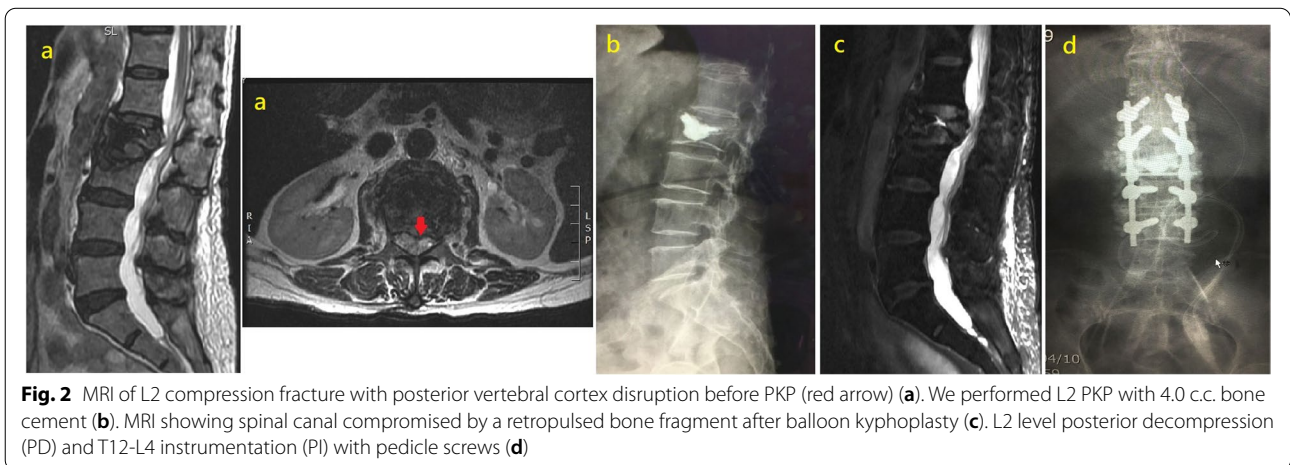 SL
a
a
R
I
A
L
S
P
b
c
d
9
04/10
Fig. 2 MRI of L2 compression fracture with posterior vertebral cortex disruption before PKP (red arrow) (a). We performed L2 PKP with 4.0 c.c. bone
cement (b). MRI showing spinal canal compromised by a retropulsed bone fragment after balloon kyphoplasty (c). L2 level posterior decompression
(PD) and T12-L4 instrumentation (PI) with pedicle screws (d)